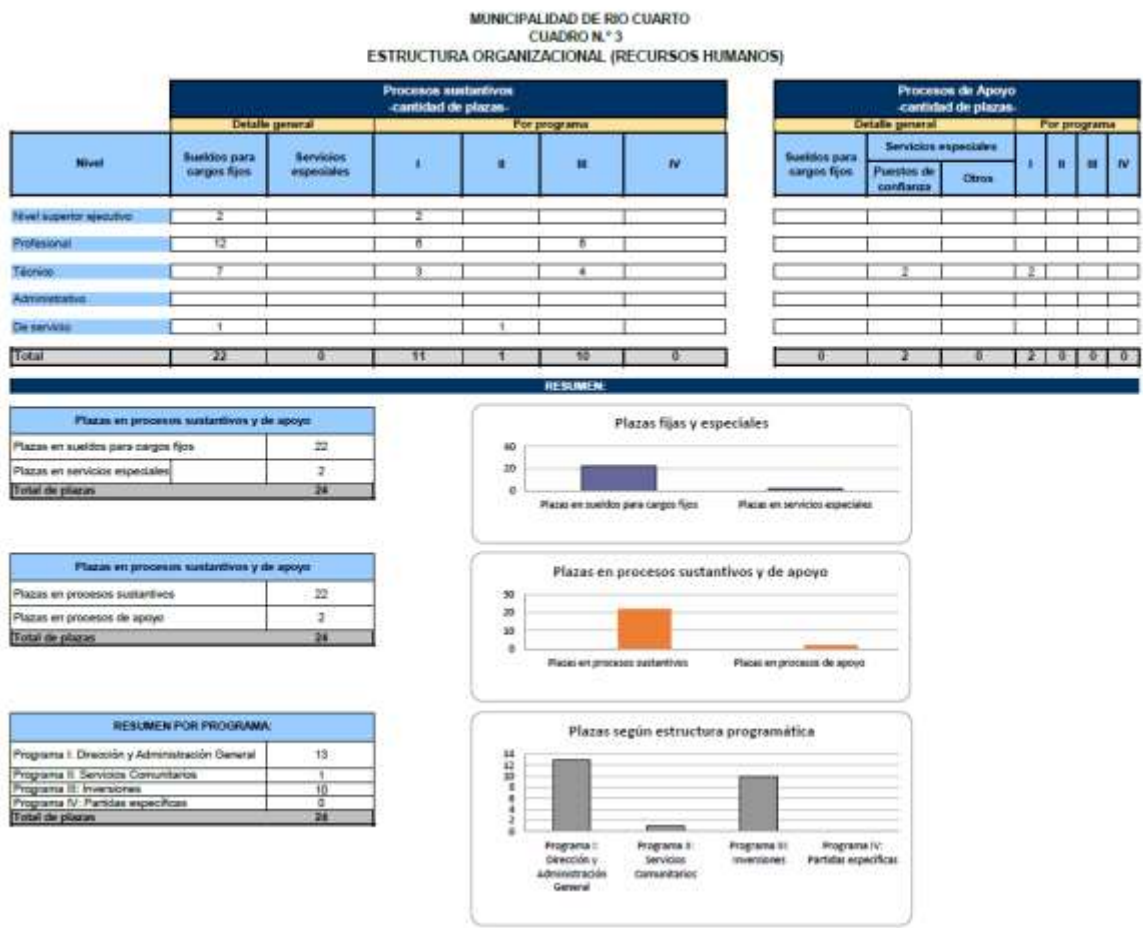 MUNICIPALIDAD DE RIO CUARTO
CUADRO N.° 3
ESTRUCTURA ORGANIZACIONAL (RECURSOS HUMANOS)
Procesos sustantivos
-cantidad de plazas-
Procesos de Apoyo
-cantidad de plazas-
Detalle general Por programa
Detalle general Por programa
Nivel Sueldos para cargos fijos Servicios especiales I II III IV
Sueldos para cargos fijos Servicios especiales I II III IV
Puestos de confianza Otros
Nivel superior ejecutivo 2 2
Profesional 12 6 6
Técnico 7 3 4 2 2
Administrativo
De servicio 1 1
Total 22 0 11 1 10 0 0 2 0 2 0 0 0
RESUMEN:
Plazas en procesos sustantivos y de apoyo
Plazas en sueldos para cargos fijos 22
Plazas en servicios especiales 2
Total de plazas 24
Plazas fijas y especiales
40
20
0
Plazas en sueldos para cargos fijos Plazas en servicios especiales
Plazas en procesos sustantivos y de apoyo
Plazas en procesos sustantivos 22
Plazas en procesos de apoyo 2
Total de plazas 24
Plazas en procesos sustantivos y de apoyo
30
20
10
0
Plazas en procesos sustantivos Plazas en procesos de apoyo
RESUMEN POR PROGRAMA:
Programa I: Dirección y Administración General 13
Programa II: Servicios Comunitarios 1
Programa III: Inversiones 10
Programa IV: Partidas específicas 0
Total de plazas 24
Plazas según estructura programática
14
12
10
8
6
4
2
0
Programa I: Programa II: Programa III: Programa IV:
Dirección y Servicios Inversiones Partidas específicas
Administración Comunitarios
General